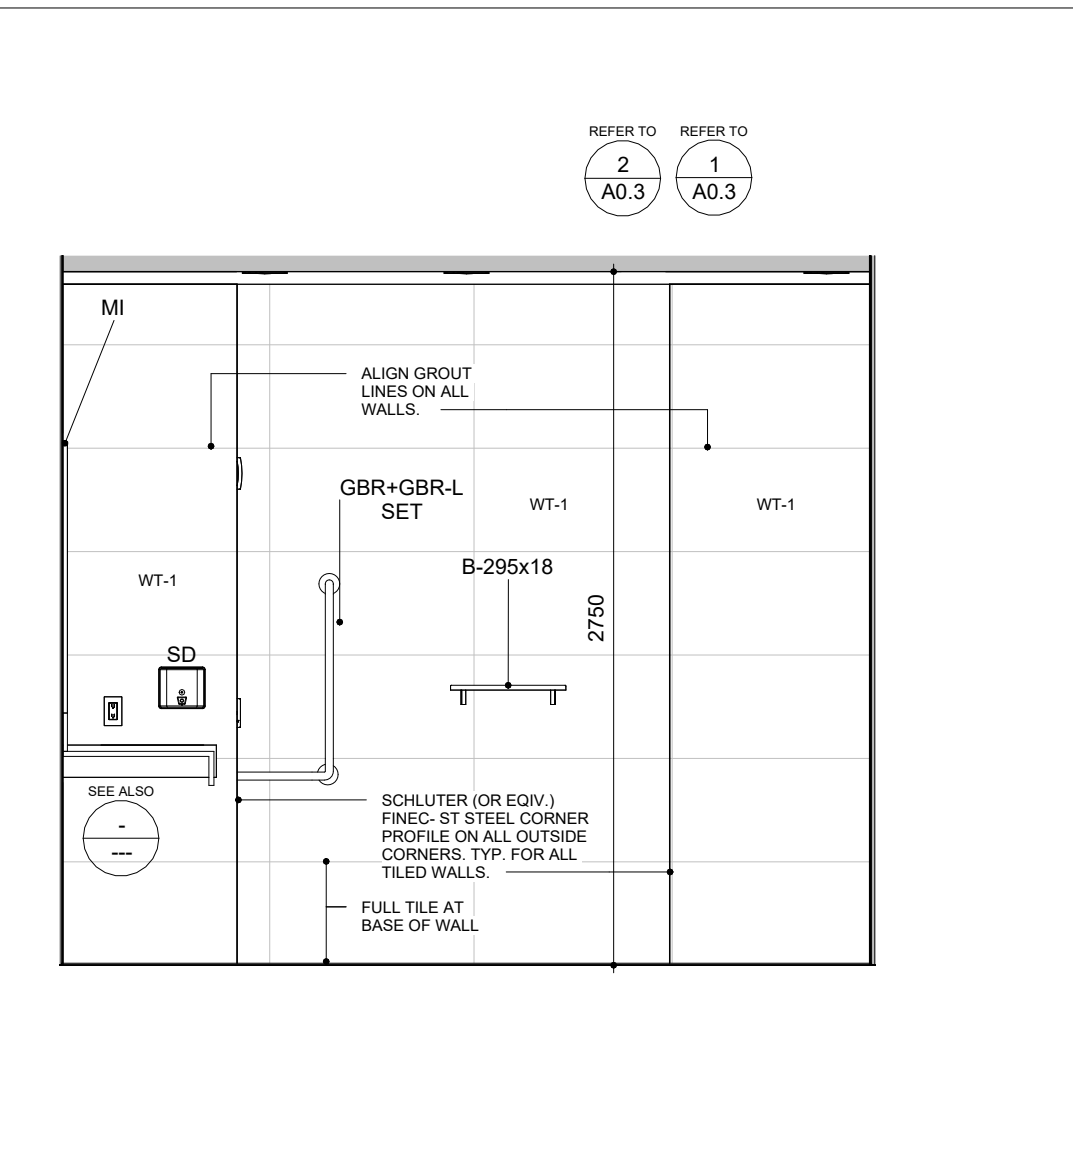 REFER TO
2
A0.3
REFER TO
1
A0.3
MI
ALIGN GROUT
LINES ON ALL
WALLS.
GBR+GBR-L
SET
WT-1
WT-1
B-295x18
WT-1
2750
SD
SEE ALSO
-
---
SCHLUTER (OR EQIV.)
FINEC- ST STEEL CORNER
PROFILE ON ALL OUTSIDE
CORNERS. TYP. FOR ALL
TILED WALLS.
FULL TILE AT
BASE OF WALL